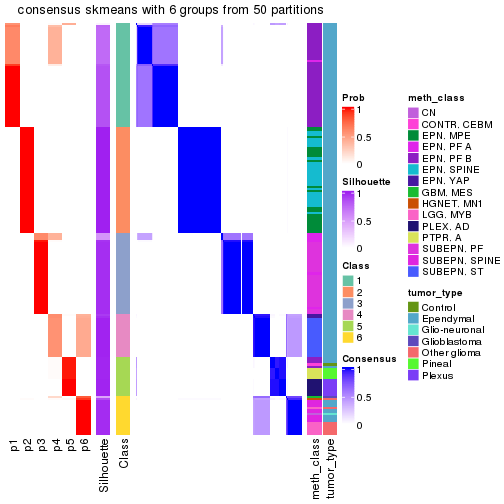 consensus skmeans with 6 groups from 50 partitions
p1
p2
p3
p4
p5
p6
Silhouette
Class
meth_class
tumor_type
Prob
1
0.5
0
Silhouette
1
0.5
0
Class
1
2
3
4
5
6
Consensus
1
0.5
0
meth_class
CN
CONTR, CEBM
EPN, MPE
EPN, PF A
EPN, PF B
EPN, SPINE
EPN, YAP
GBM, MES
HGNET, MN1
LGG, MYB
PLEX, AD
PTPR, A
SUBEPN, PF
SUBEPN, SPINE
SUBEPN, ST
tumor_type
Control
Ependymal
Glio-neuronal
Glioblastoma
Other glioma
Pineal
Plexus